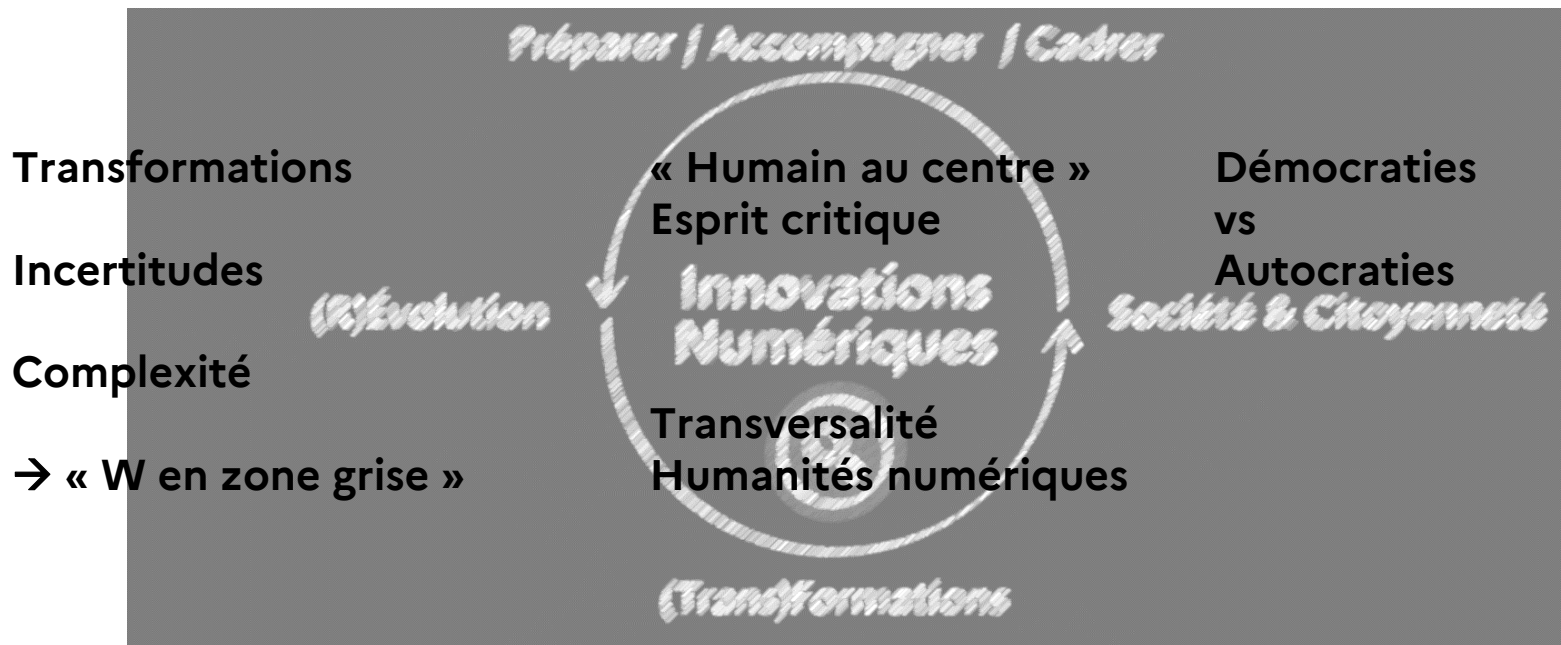 Préparer | Accompagner | Cadrer
Transformations
« Humain au centre »
Démocraties
Esprit critique
vs
Incertitudes
Innovations
Autocraties
(R)Évolution
Société & Citoyenneté
Numériques
Complexité
Transversalité
→ « W en zone grise »
Humanités numériques
(Trans)Formations